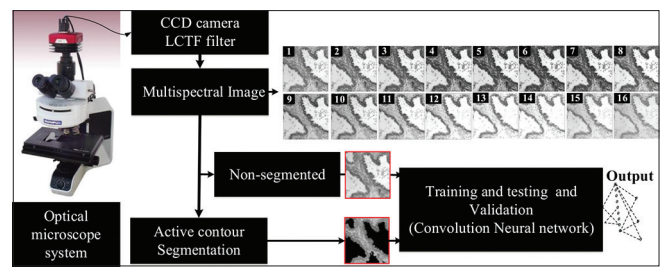 CCD camera
LCTF filter
Multispectral Image
1 2 3 4 5 6 7 8
9 10 11 12 13 14 15 16
Non-segmented
Active contour
Segmentation
Training and testing and
Validation
(Convolution Neural network)
Output
Optical
microscope
system